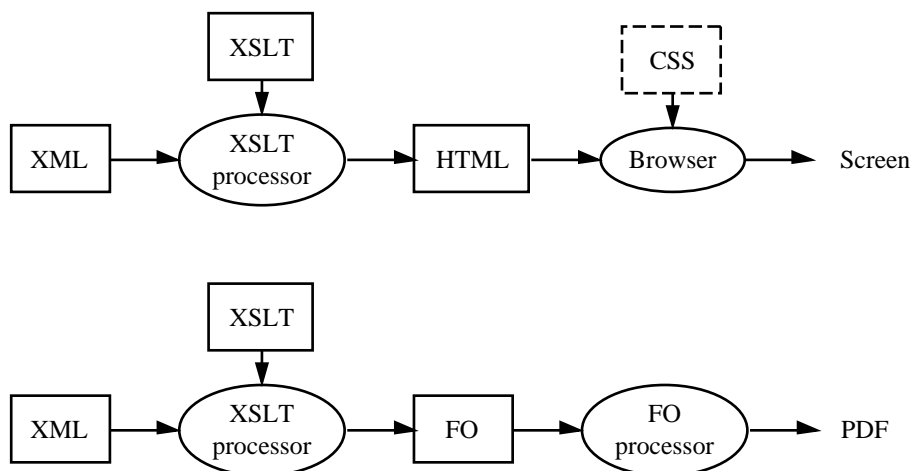 XSLT
CSS
XML
XSLT
processor
HTML
Browser
Screen
XSLT
XML
XSLT
processor
FO
FO
processor
PDF